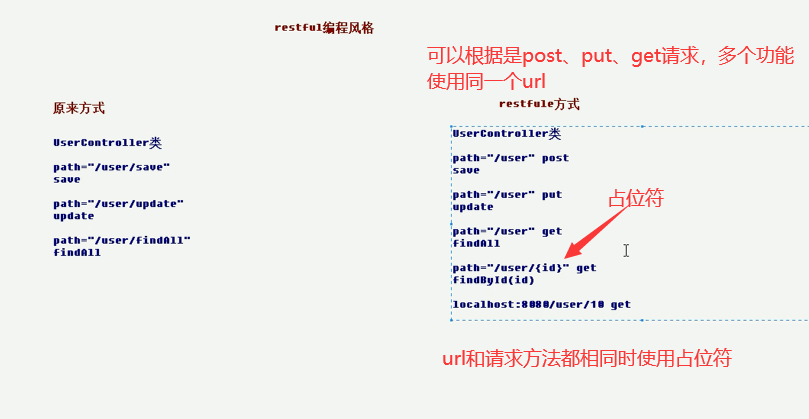 restful编程风格
可以根据是post、put、get请求，多个功能
使用同一个url
原来方式
UserController类
path="/user/save"
save
path="/user/update"
update
path="/user/findAll"
findAll
restfule方式
UserController类
path="/user" post
save
path="/user" put
update
占位符
path="/user" get
findAll
path="/user/{id}" get
findById(id)
localhost:8080/user/10 get
url和请求方法都相同时使用占位符